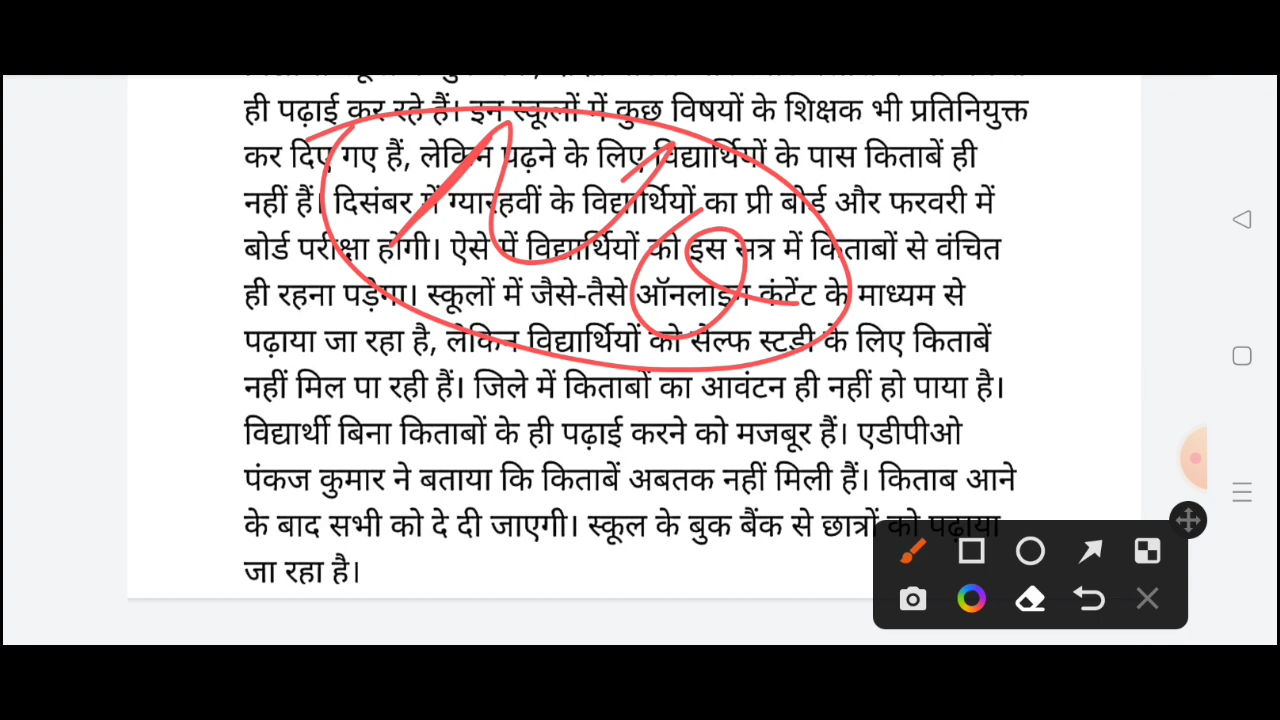 ही पढ़ाई कर रहे हैं। इन स्कूलों में कुछ विषयों के शिक्षक भी प्रतिनियुक्त
कर दिए गए हैं, लेकिन पढ़ने के लिए विद्यार्थियों के पास किताबें ही
नहीं हैं। दिसंबर में ग्यारहवीं के विद्यार्थियों का प्री बोर्ड और फरवरी में
बोर्ड परीक्षा होगी। ऐसे में विद्यार्थियों को इस सत्र में किताबों से वंचित
ही रहना पड़ेगा। स्कूलों में जैसे-तैसे ऑनलाइन कंटेंट के माध्यम से
पढ़ाया जा रहा है, लेकिन विद्यार्थियों को सेल्फ स्टडी के लिए किताबें
नहीं मिल पा रही हैं। जिले में किताबों का आवंटन ही नहीं हो पाया है।
विद्यार्थी बिना किताबों के ही पढ़ाई करने को मजबूर हैं। एडीपीओ
पंकज कुमार ने बताया कि किताबें अबतक नहीं मिली हैं। किताब आने
के बाद सभी को दे दी जाएगी। स्कूल के बुक बैंक से छात्रों को पढ़ाया
जा रहा है।